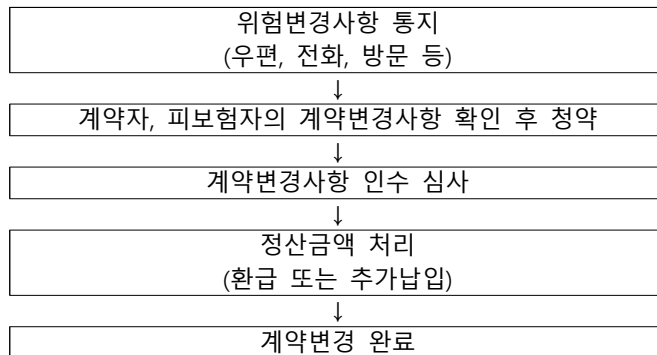 위험변경사항 통지
(우편, 전화, 방문 등)
↓
계약자, 피보험자의 계약변경사항 확인 후 청약
↓
계약변경사항 인수 심사
↓
정산금액 처리
(환급 또는 추가납입)
↓
계약변경 완료